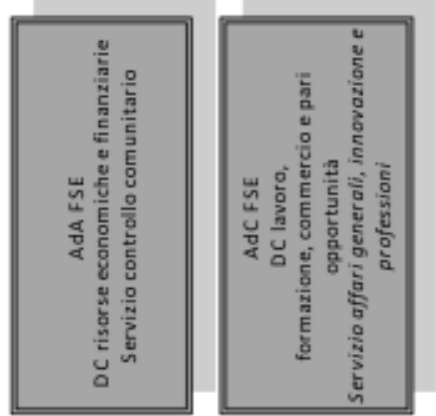 AdA FSE
DC risorse economiche e finanziarie
Servizio controllo comunitario
AdC FSE
DC lavoro,
formazione, commercio e pari
opportunità
Servizio affari generali, innovazione e
professioni